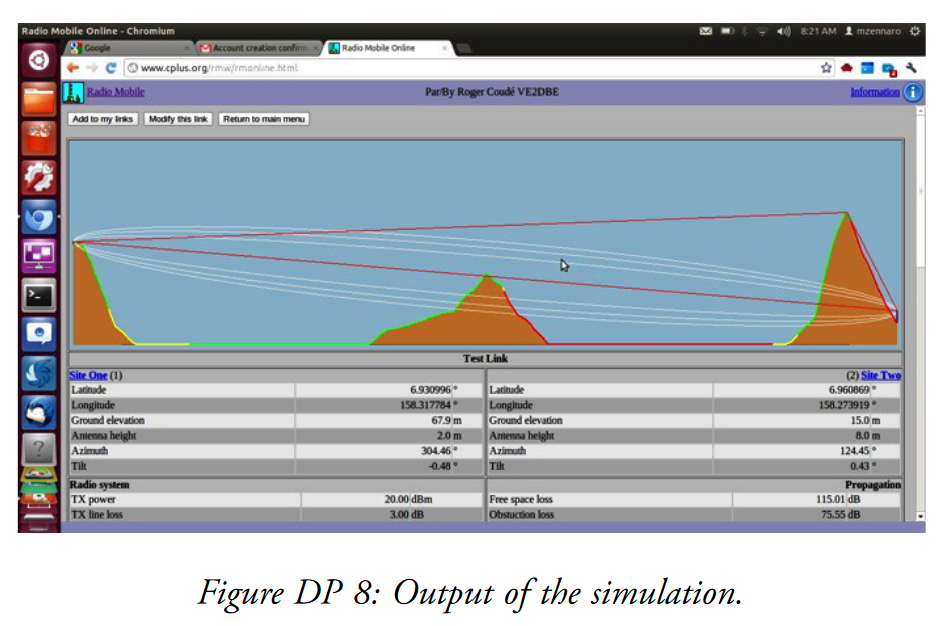 Radio Mobile Online - Chromium
8:21 AM mzennaro
Google
Account creation confirm
Radio Mobile Online
www.cplus.org/rmw/rmonline.html
Radio Mobile Par/By Roger Coudé VE2DBE Information
Add to my links Modify this link Return to main menu
Test Link
Site One (1) (2) Site Two
Latitude 6.930996 ° Latitude 6.960869 °
Longitude 158.317784 ° Longitude 158.273919 °
Ground elevation 67.9 m Ground elevation 15.0 m
Antenna height 2.0 m Antenna height 8.0 m
Azimuth 304.46 ° Azimuth 124.45 °
Tilt -0.48 ° Tilt 0.43 °
Radio system Propagation
TX power 20.00 dBm Free space loss 115.01 dB
TX line loss 3.00 dB Obstuction loss 75.55 dB
Figure DP 8: Output of the simulation.